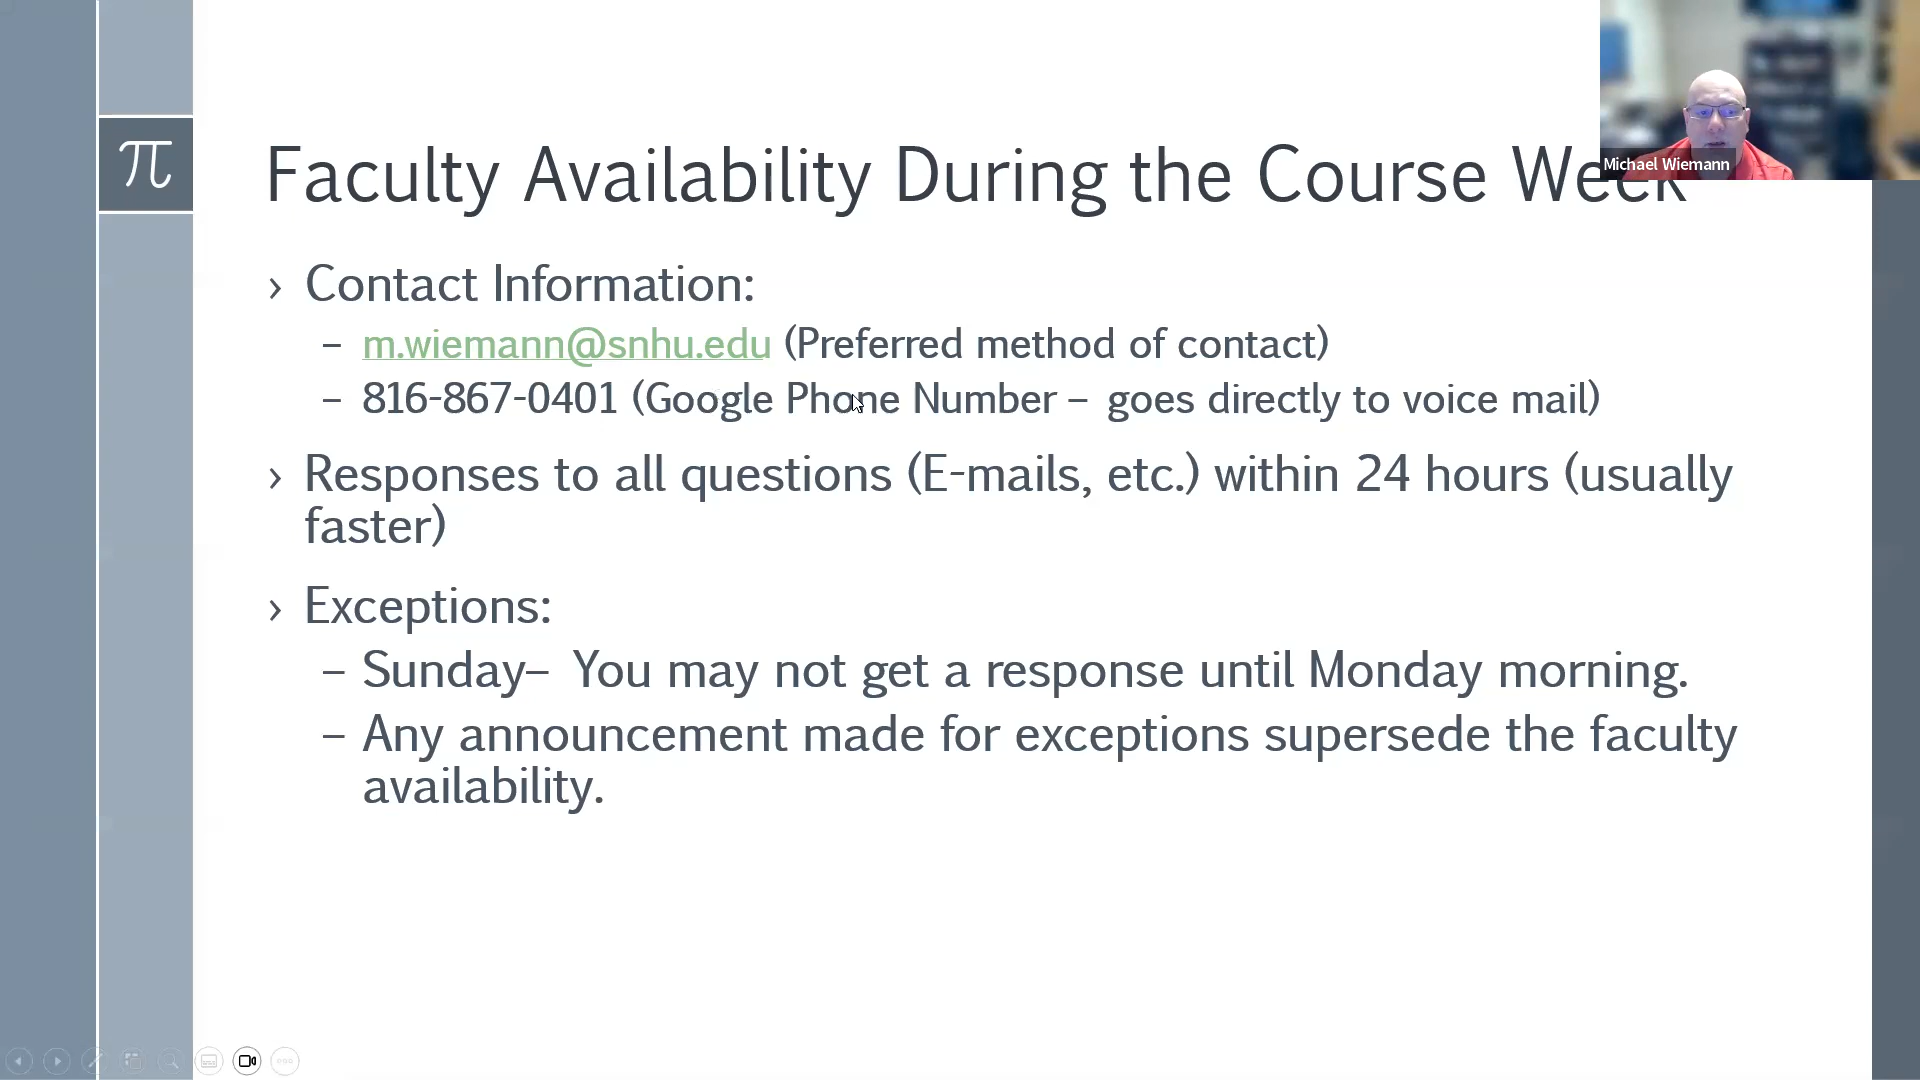 π
Faculty Availability During the Course Week
Michael Wiemann
› Contact Information:
– m.wiemann@snhu.edu (Preferred method of contact)
– 816-867-0401 (Google Phone Number – goes directly to voice mail)
› Responses to all questions (E-mails, etc.) within 24 hours (usually
faster)
› Exceptions:
– Sunday– You may not get a response until Monday morning.
– Any announcement made for exceptions supersede the faculty
availability.